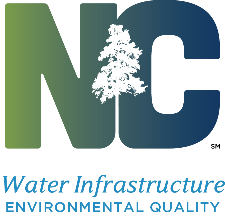 NC
SM
Water Infrastructure
ENVIRONMENTAL QUALITY